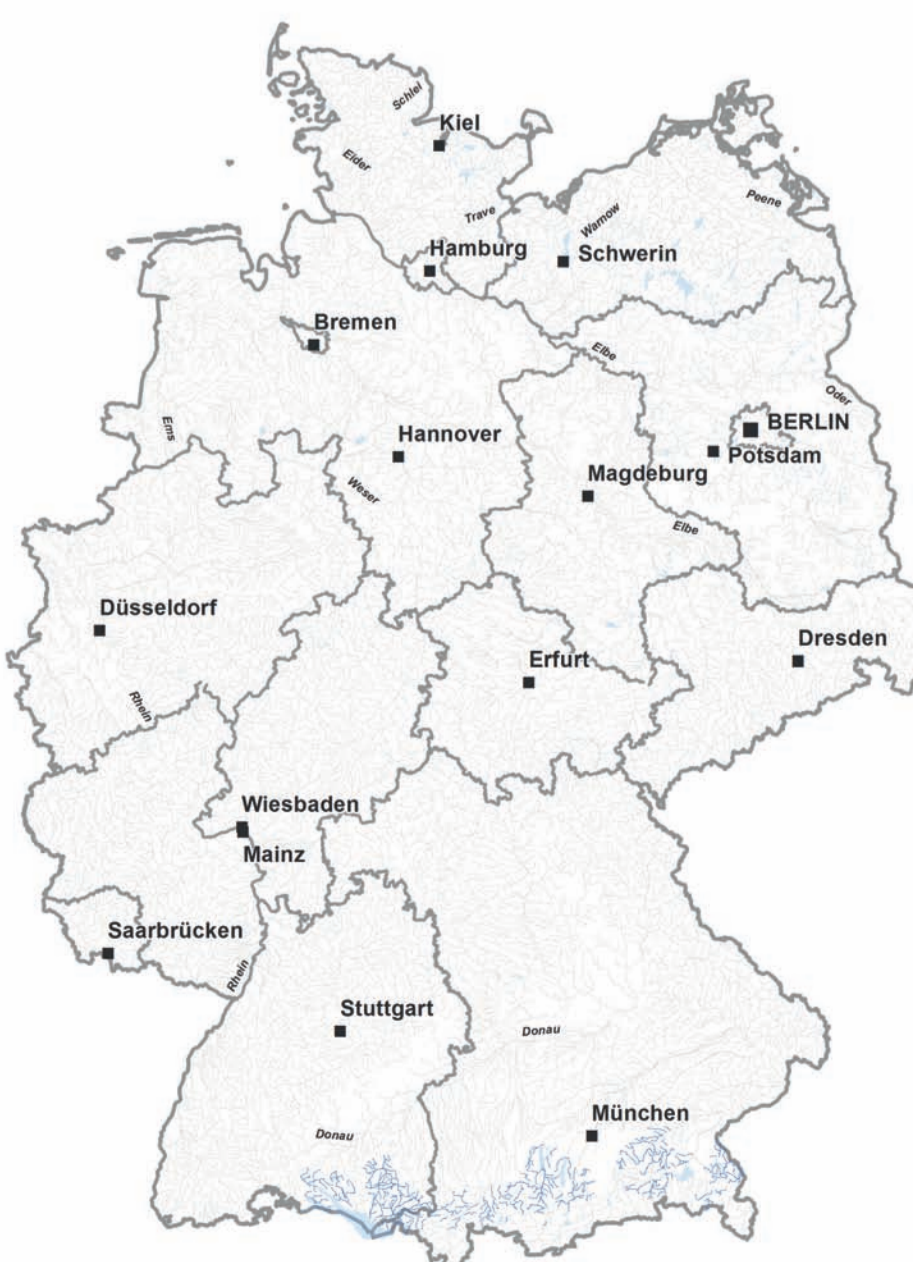 Schlei
Kiel
Eider
Peene
Trave
Warnow
Hamburg
Schwerin
Bremen
Elbe
Oder
Ems
Hannover
BERLIN
Potsdam
Weser
Magdeburg
Elbe
Düsseldorf
Dresden
Erfurt
Rhein
Wiesbaden
Mainz
Saarbrücken
Rhein
Stuttgart
Donau
München
Donau